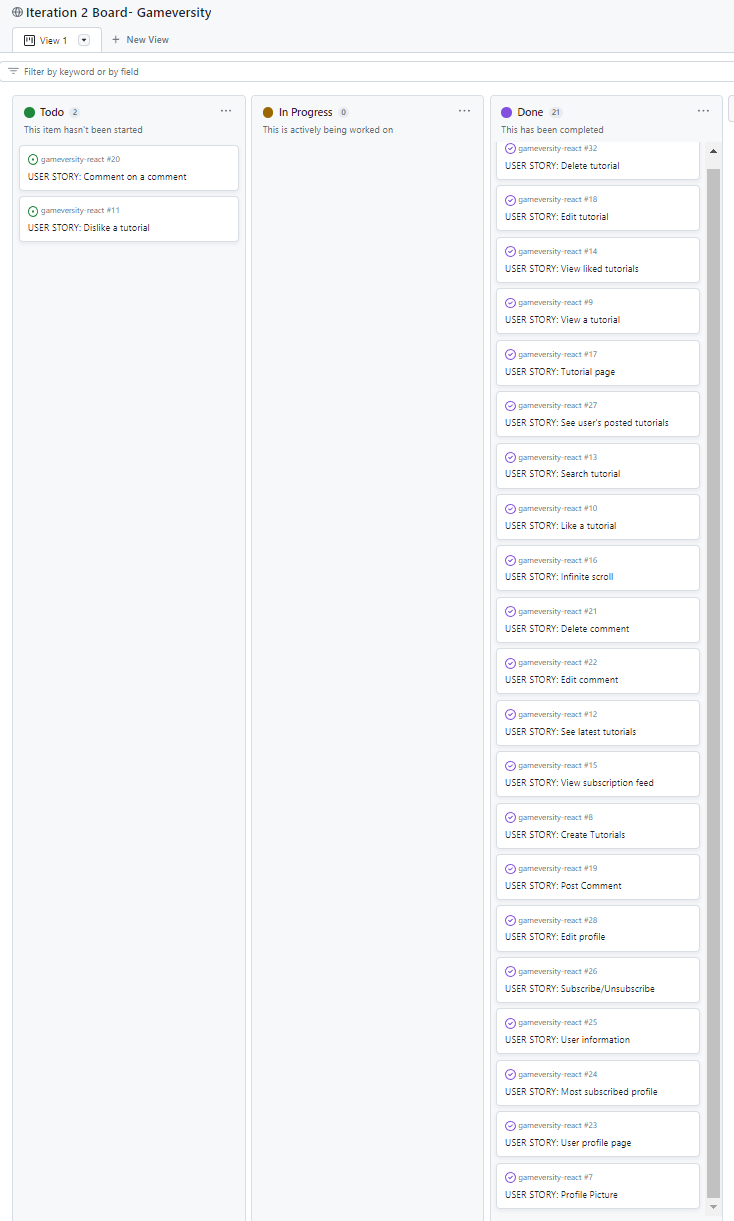 Iteration 2 Board- Gameversity
View 1
New View
Filter by keyword or by field
Todo 2
This item hasn't been started
gameversity-react #20
USER STORY: Comment on a comment
gameversity-react #11
USER STORY: Dislike a tutorial
In Progress 0
This is actively being worked on
Done 21
This has been completed
gameversity-react #32
USER STORY: Delete tutorial
gameversity-react #18
USER STORY: Edit tutorial
gameversity-react #14
USER STORY: View liked tutorials
gameversity-react #9
USER STORY: View a tutorial
gameversity-react #17
USER STORY: Tutorial page
gameversity-react #27
USER STORY: See user's posted tutorials
gameversity-react #13
USER STORY: Search tutorial
gameversity-react #10
USER STORY: Like a tutorial
gameversity-react #16
USER STORY: Infinite scroll
gameversity-react #21
USER STORY: Delete comment
gameversity-react #22
USER STORY: Edit comment
gameversity-react #12
USER STORY: See latest tutorials
gameversity-react #15
USER STORY: View subscription feed
gameversity-react #8
USER STORY: Create Tutorials
gameversity-react #19
USER STORY: Post Comment
gameversity-react #28
USER STORY: Edit profile
gameversity-react #26
USER STORY: Subscribe/Unsubscribe
gameversity-react #25
USER STORY: User information
gameversity-react #24
USER STORY: Most subscribed profile
gameversity-react #23
USER STORY: User profile page
gameversity-react #7
USER STORY: Profile Picture